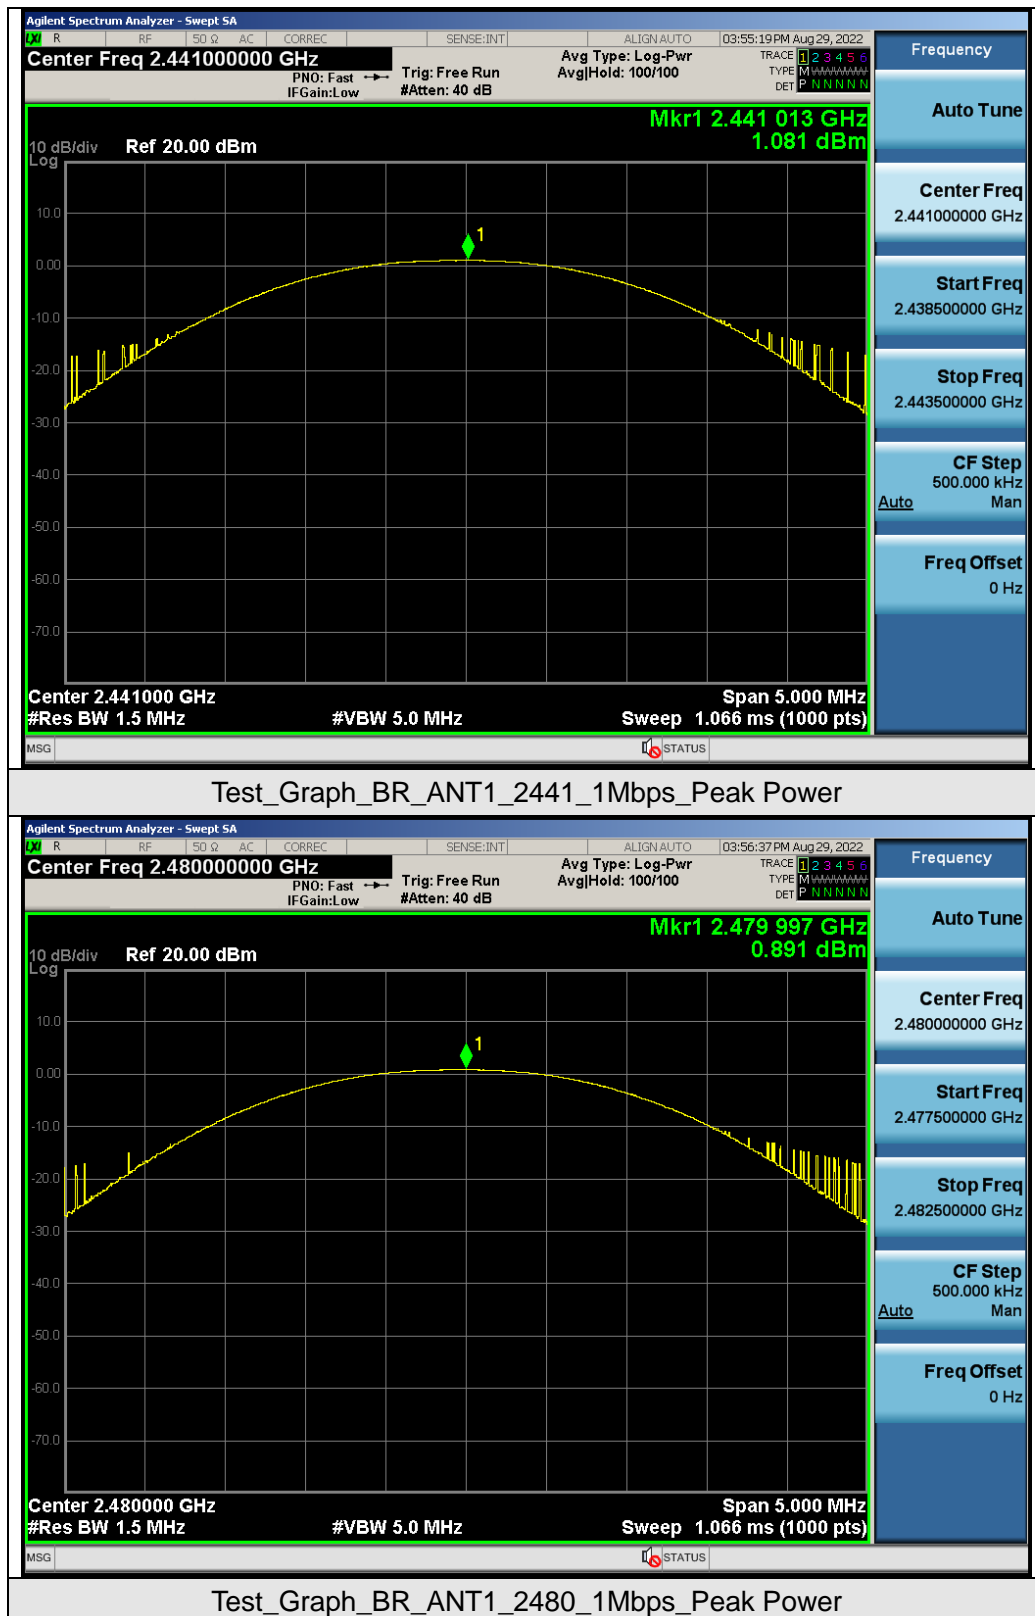 Agilent Spectrum Analyzer - Swept SA
LXI R RF 50 Ω AC CORREC SENSE:INT ALIGN AUTO 03:55:19 PM Aug 29, 2022
Center Freq 2.441000000 GHz
PNO: Fast
IFGain:Low
Trig: Free Run
#Atten: 40 dB
Avg Type: Log-Pwr
Avg|Hold: 100/100
TRACE 1 2 3 4 5 6
TYPE M WWWWW
DET P N N N N N
Frequency
Auto Tune
Center Freq
2.441000000 GHz
Start Freq
2.438500000 GHz
Stop Freq
2.443500000 GHz
CF Step
500.000 kHz
Auto Man
Freq Offset
0 Hz
Mkr1 2.441 013 GHz
1.081 dBm
10 dB/div Ref 20.00 dBm
Log
10.0
0.00
-10.0
-20.0
-30.0
-40.0
-50.0
-60.0
-70.0
1
Center 2.441000 GHz Span 5.000 MHz
#Res BW 1.5 MHz #VBW 5.0 MHz Sweep 1.066 ms (1000 pts)
MSG STATUS
Test_Graph_BR_ANT1_2441_1Mbps_Peak Power
Agilent Spectrum Analyzer - Swept SA
LXI R RF 50 Ω AC CORREC SENSE:INT ALIGN AUTO 03:56:37 PM Aug 29, 2022
Center Freq 2.480000000 GHz
PNO: Fast
IFGain:Low
Trig: Free Run
#Atten: 40 dB
Avg Type: Log-Pwr
Avg|Hold: 100/100
TRACE 1 2 3 4 5 6
TYPE M WWWWW
DET P N N N N N
Frequency
Auto Tune
Center Freq
2.480000000 GHz
Start Freq
2.477500000 GHz
Stop Freq
2.482500000 GHz
CF Step
500.000 kHz
Auto Man
Freq Offset
0 Hz
Mkr1 2.479 997 GHz
0.891 dBm
10 dB/div Ref 20.00 dBm
Log
10.0
0.00
-10.0
-20.0
-30.0
-40.0
-50.0
-60.0
-70.0
1
Center 2.480000 GHz Span 5.000 MHz
#Res BW 1.5 MHz #VBW 5.0 MHz Sweep 1.066 ms (1000 pts)
MSG STATUS
Test_Graph_BR_ANT1_2480_1Mbps_Peak Power